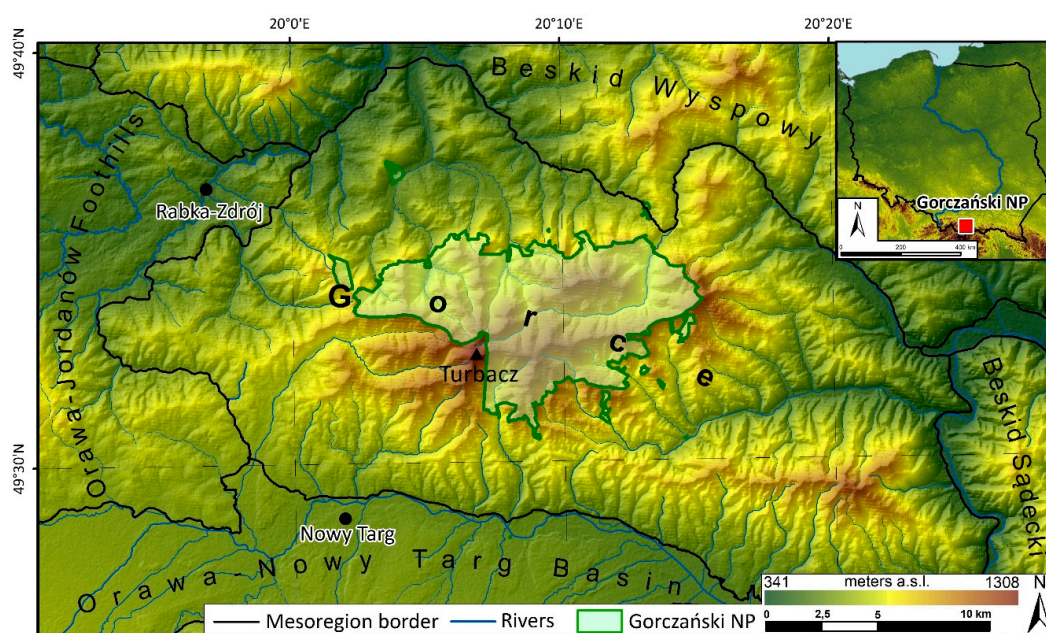 20°0'E 20°10'E 20°20'E
49°40'N
49°30'N
Beskid Wyspowy
Orawa-Jordanów Foothills
Rabka-Zdrój
Gorce
Turbacz
Beskid Sądecki
Nowy Targ
Orawa-Nowy Targ Basin
Gorczański NP
N
0 200 400 km
341 meters a.s.l. 1308
0 2,5 5 10 km
N
Mesoregion border Rivers Gorczański NP